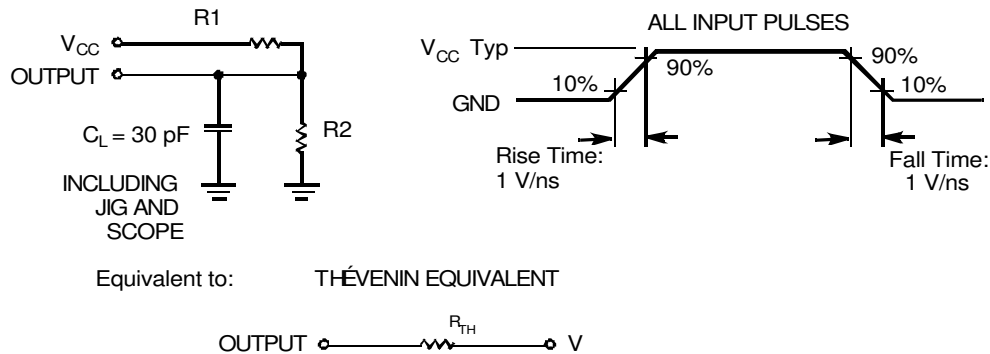 R1
V_CC
OUTPUT
C_L = 30 pF
R2
INCLUDING
JIG AND
SCOPE
ALL INPUT PULSES
V_CC Typ
GND
10%
90%
90%
10%
Rise Time:
1 V/ns
Fall Time:
1 V/ns
Equivalent to:
THÉVENIN EQUIVALENT
OUTPUT
R_TH
V